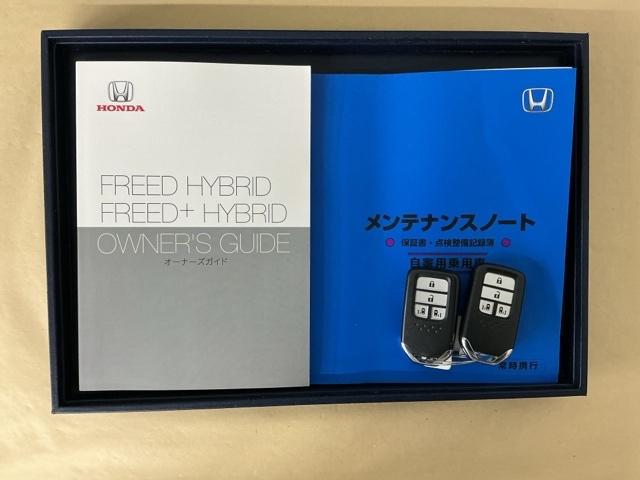 HONDA
FREED HYBRID
FREED+ HYBRID
OWNER'S GUIDE
オーナーズガイド
メンテナンスノート
保証書・点検整備記録簿
自家用乗用車
常時携行